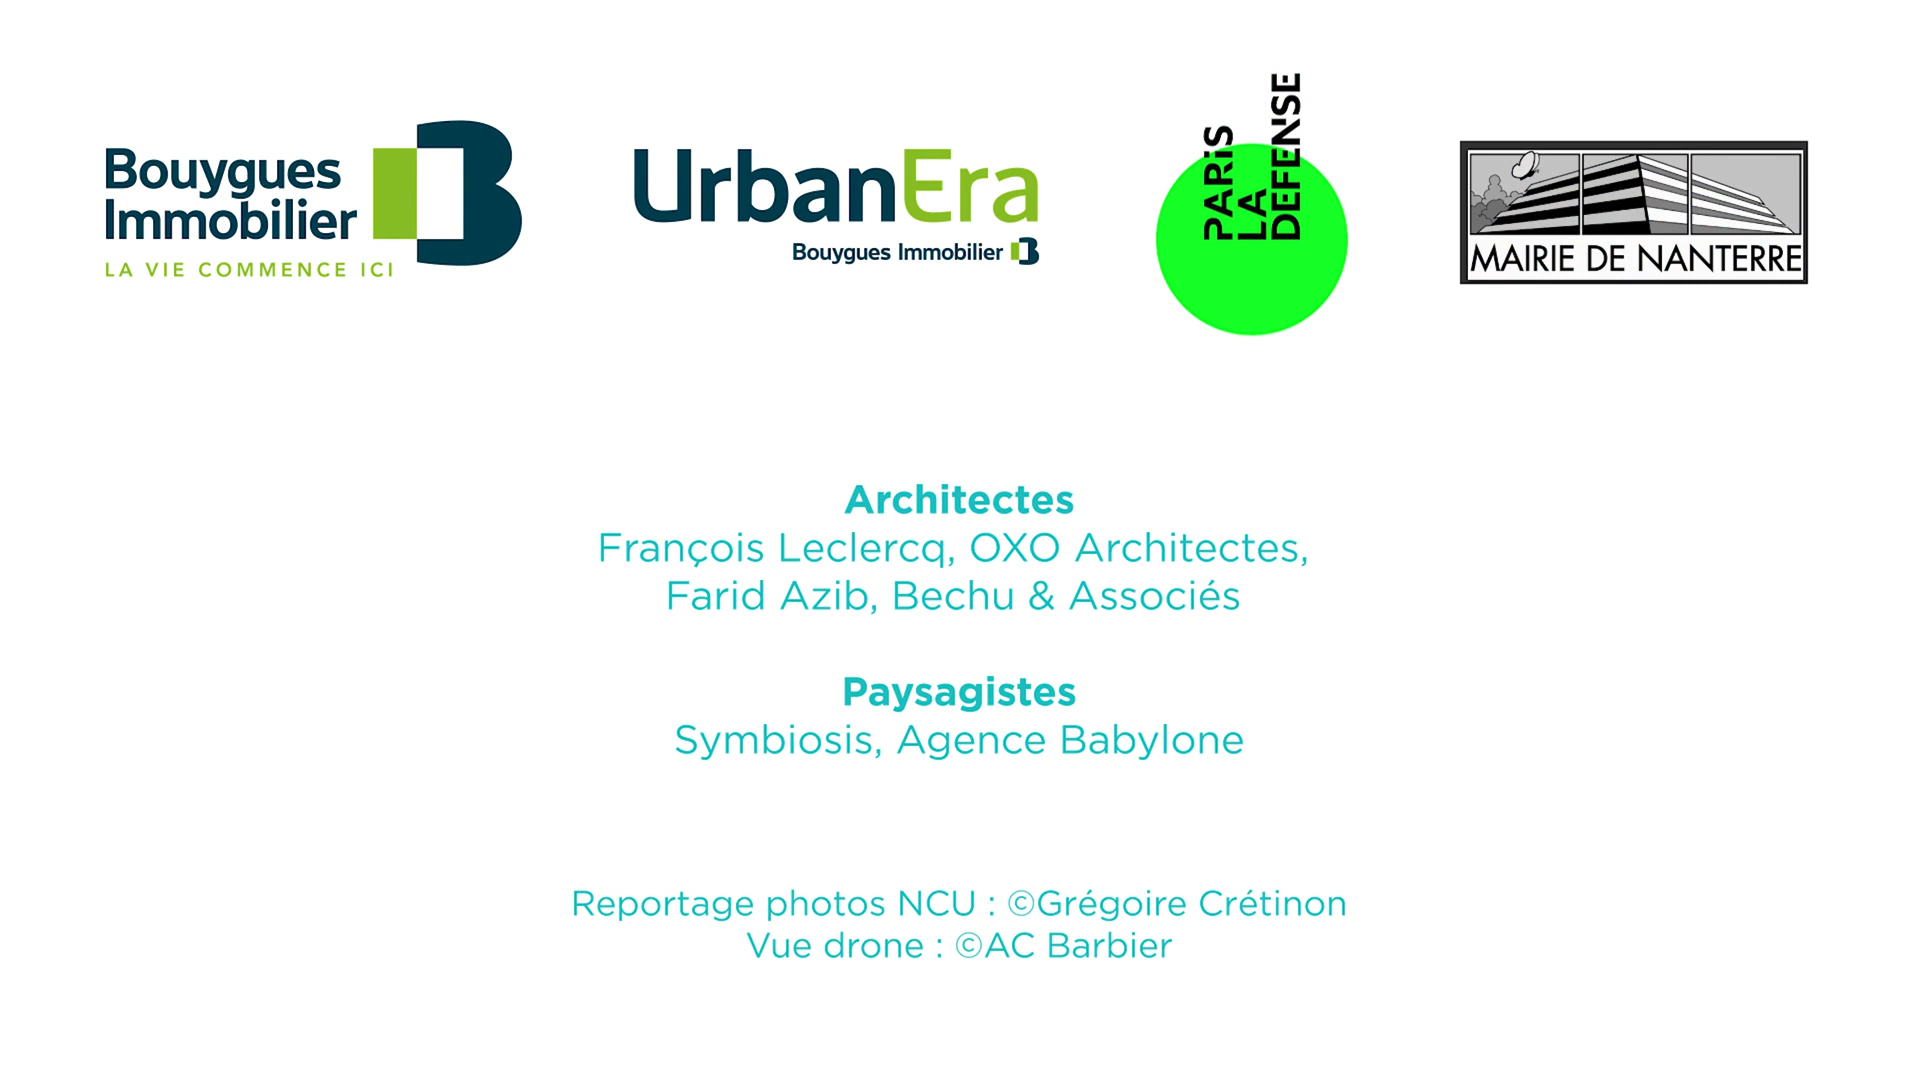 Bouygues
Immobilier
LA VIE COMMENCE ICI
UrbanEra
Bouygues Immobilier
PARiS
LA
DEFENSE
MAIRIE DE NANTERRE
Architectes
François Leclercq, OXO Architectes,
Farid Azib, Bechu & Associés
Paysagistes
Symbiosis, Agence Babylone
Reportage photos NCU : ©Grégoire Crétinon
Vue drone : ©AC Barbier